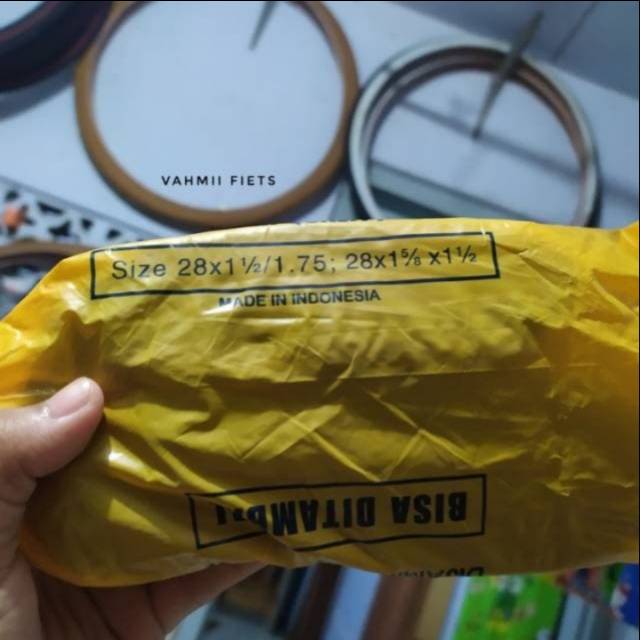 VAHMII FIETS
Size 28x1½/1.75; 28x1⅝ x1½
MADE IN INDONESIA
BISA DITAMBAL